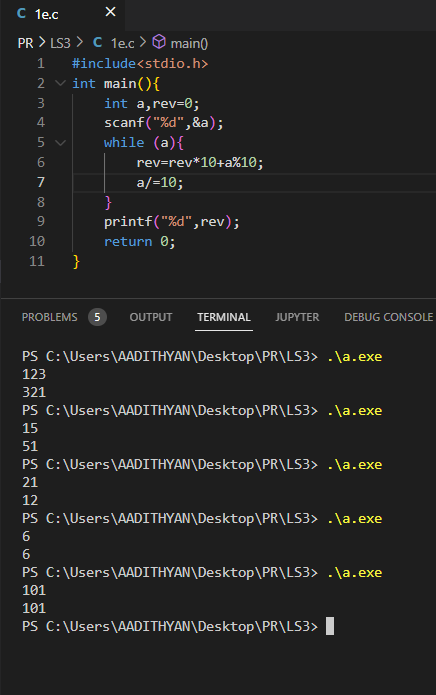 C 1e.c ×
PR > LS3 > C 1e.c > main()
1 #include<stdio.h>
2 int main(){
3 int a,rev=0;
4 scanf("%d",&a);
5 while (a){
6 rev=rev*10+a%10;
7 a/=10;
8 }
9 printf("%d",rev);
10 return 0;
11 }
PROBLEMS 5 OUTPUT TERMINAL JUPYTER DEBUG CONSOLE
PS C:\Users\AADITHYAN\Desktop\PR\LS3> .\a.exe
123
321
PS C:\Users\AADITHYAN\Desktop\PR\LS3> .\a.exe
15
51
PS C:\Users\AADITHYAN\Desktop\PR\LS3> .\a.exe
21
12
PS C:\Users\AADITHYAN\Desktop\PR\LS3> .\a.exe
6
6
PS C:\Users\AADITHYAN\Desktop\PR\LS3> .\a.exe
101
101
PS C:\Users\AADITHYAN\Desktop\PR\LS3>